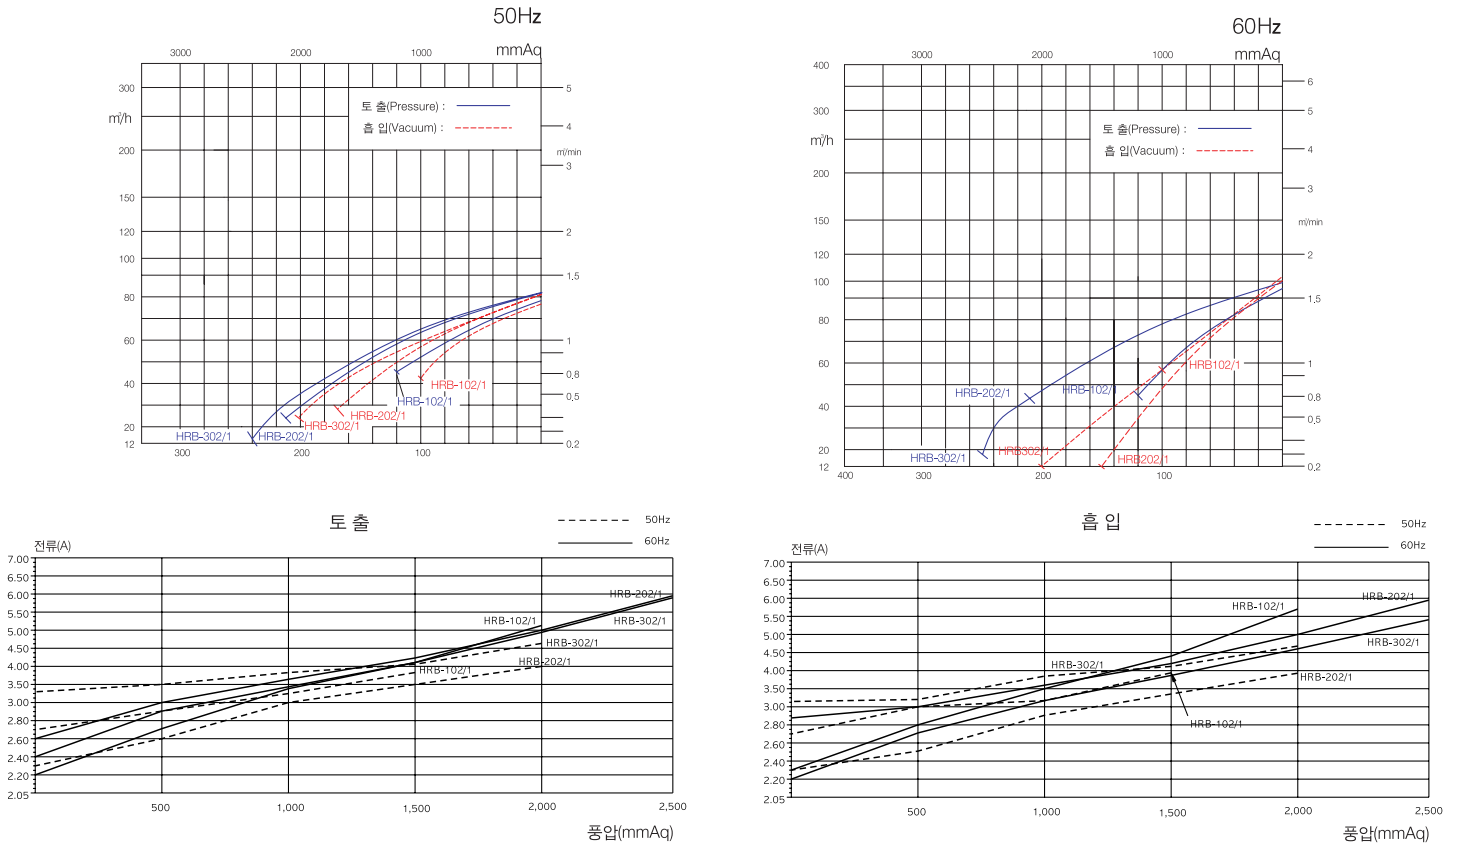 50Hz
mmAq
3000
2000
1000
300
m³/h
200
150
120
100
80
60
40
20
12
5
4
m³/min
3
2
1.5
1
0.8
0.5
0.2
토 출(Pressure) :
흡 입(Vacuum) :
HRB-102/1
HRB-102/1
HRB-202/1
HRB-302/1
HRB-302/1
HRB-202/1
300
200
100
60Hz
mmAq
3000
2000
1000
400
300
m³/h
200
150
120
100
80
60
40
20
12
6
5
4
3
m³/min
2
1.5
1
0.8
0.5
0.2
토 출(Pressure) :
흡 입(Vacuum) :
HRB102/1
HRB-202/1
HRB-102/1
HRB-302/1
HRB302/1
HRB202/1
400
300
200
100
토 출
50Hz
60Hz
전류(A)
7.00
6.50
6.00
5.50
5.00
4.50
4.00
3.50
3.00
2.80
2.60
2.40
2.20
2.05
HRB-202/1
HRB-102/1
HRB-302/1
HRB-302/1
HRB-202/1
HRB-102/1
500
1,000
1,500
2,000
2,500
풍압(mmAq)
흡 입
50Hz
60Hz
전류(A)
7.00
6.50
6.00
5.50
5.00
4.50
4.00
3.50
3.00
2.80
2.60
2.40
2.20
2.05
HRB-202/1
HRB-102/1
HRB-302/1
HRB-302/1
HRB-202/1
HRB-102/1
500
1,000
1,500
2,000
2,500
풍압(mmAq)